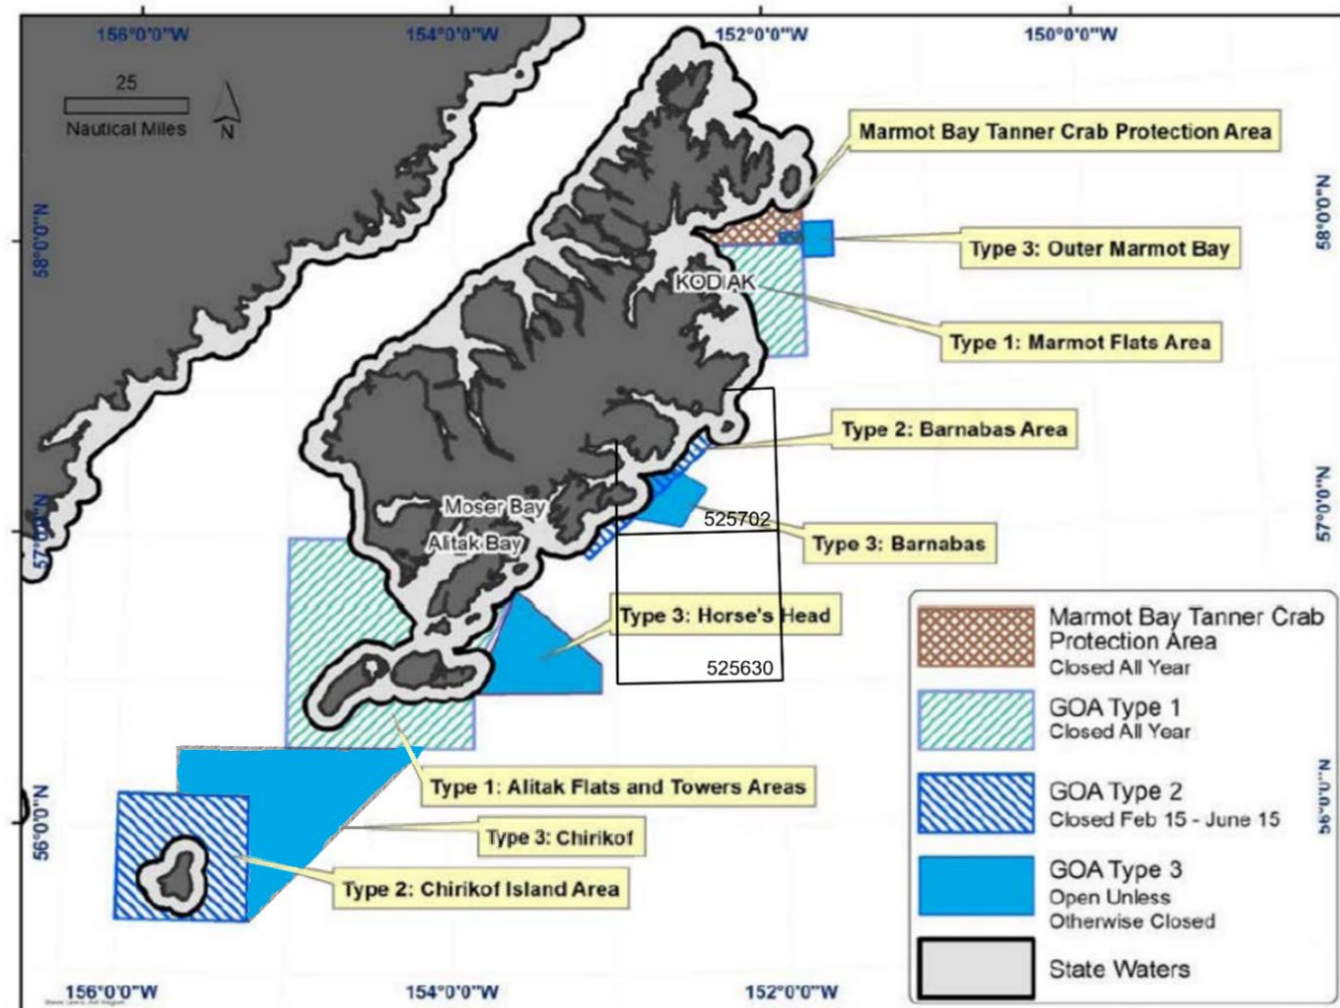 156°0'0"W 154°0'0"W 152°0'0"W 150°0'0"W
25
Nautical Miles
N
Marmot Bay Tanner Crab Protection Area
58°0'0"N
58°0'0"N
Type 3: Outer Marmot Bay
KODIAK
Type 1: Marmot Flats Area
Type 2: Barnabas Area
Moser Bay
525702
57°0'0"N
57°0'0"N
Alitak Bay
Type 3: Barnabas
Type 3: Horse's Head
525630
Marmot Bay Tanner Crab
Protection Area
Closed All Year
GOA Type 1
Closed All Year
Type 1: Alitak Flats and Towers Areas
GOA Type 2
Closed Feb 15 - June 15
56°0'0"N
56°0'0"N
Type 3: Chirikof
Type 2: Chirikof Island Area
GOA Type 3
Open Unless
Otherwise Closed
State Waters
156°0'0"W 154°0'0"W 152°0'0"W